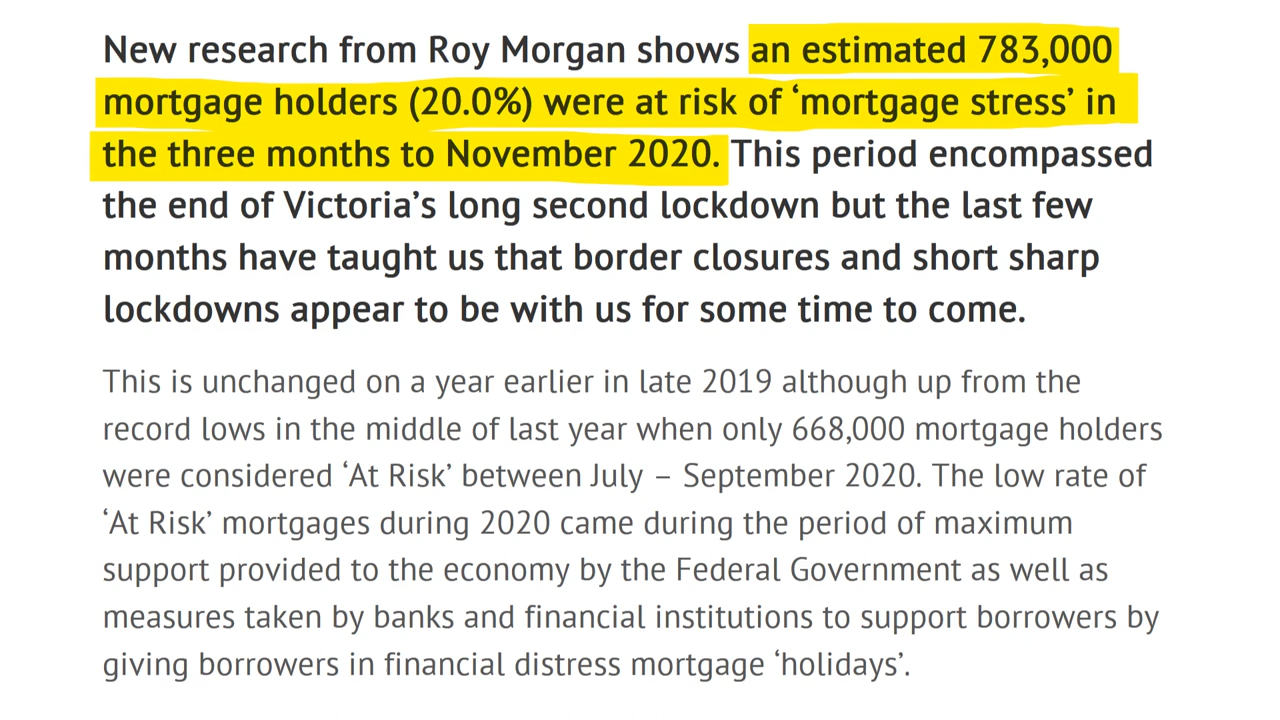 New research from Roy Morgan shows an estimated 783,000
mortgage holders (20.0%) were at risk of ‘mortgage stress’ in
the three months to November 2020. This period encompassed
the end of Victoria’s long second lockdown but the last few
months have taught us that border closures and short sharp
lockdowns appear to be with us for some time to come.
This is unchanged on a year earlier in late 2019 although up from the
record lows in the middle of last year when only 668,000 mortgage holders
were considered ‘At Risk’ between July – September 2020. The low rate of
‘At Risk’ mortgages during 2020 came during the period of maximum
support provided to the economy by the Federal Government as well as
measures taken by banks and financial institutions to support borrowers by
giving borrowers in financial distress mortgage ‘holidays’.